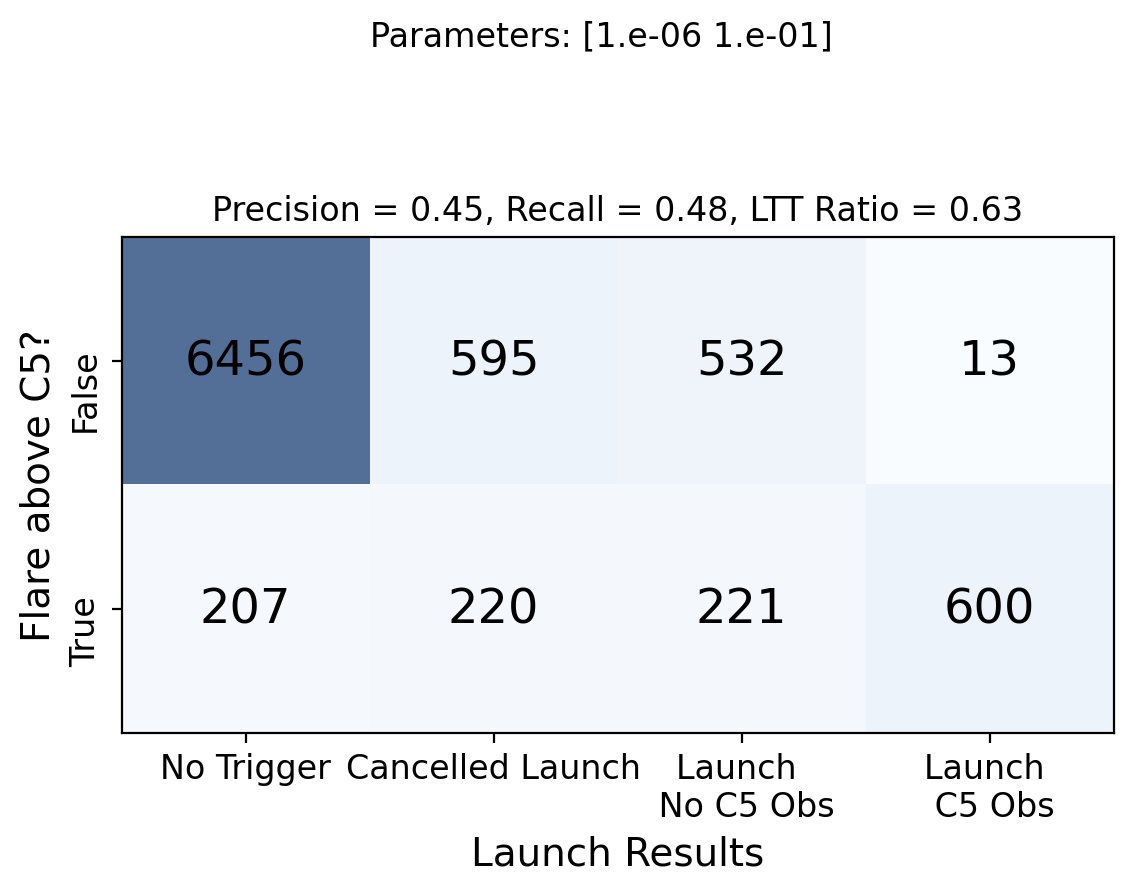 Parameters: [1.e-06 1.e-01]
Precision = 0.45, Recall = 0.48, LTT Ratio = 0.63
Flare above C5?
False
6456 595 532 13
True
207 220 221 600
No Trigger Cancelled Launch Launch No C5 Obs Launch C5 Obs
Launch Results